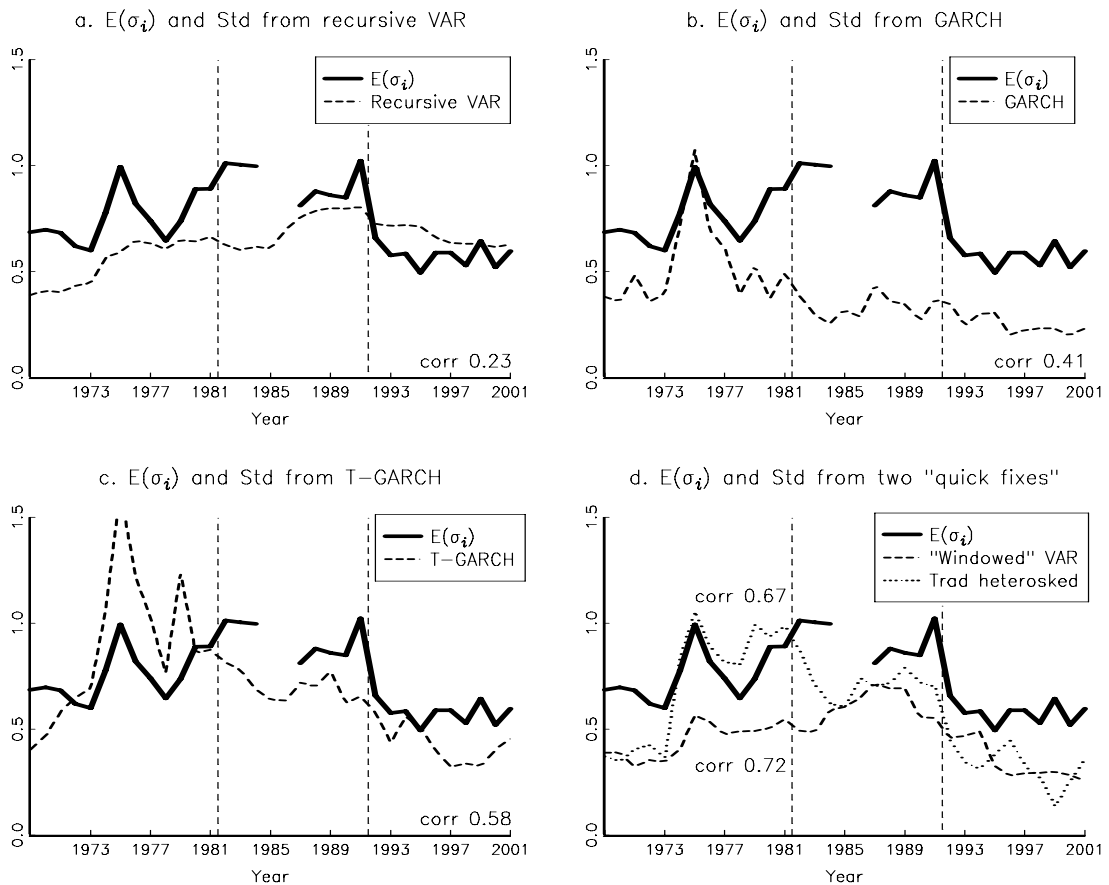 a. E(σi) and Std from recursive VAR
E(σi)
Recursive VAR
1.5
1.0
0.5
0.0
corr 0.23
1973 1977 1981 1985 1989 1993 1997 2001
Year
b. E(σi) and Std from GARCH
E(σi)
GARCH
1.5
1.0
0.5
0.0
corr 0.41
1973 1977 1981 1985 1989 1993 1997 2001
Year
c. E(σi) and Std from T-GARCH
E(σi)
T-GARCH
1.5
1.0
0.5
0.0
corr 0.58
1973 1977 1981 1985 1989 1993 1997 2001
Year
d. E(σi) and Std from two "quick fixes"
E(σi)
"Windowed" VAR
Trad heterosked
1.5
1.0
0.5
0.0
corr 0.67
corr 0.72
1973 1977 1981 1985 1989 1993 1997 2001
Year